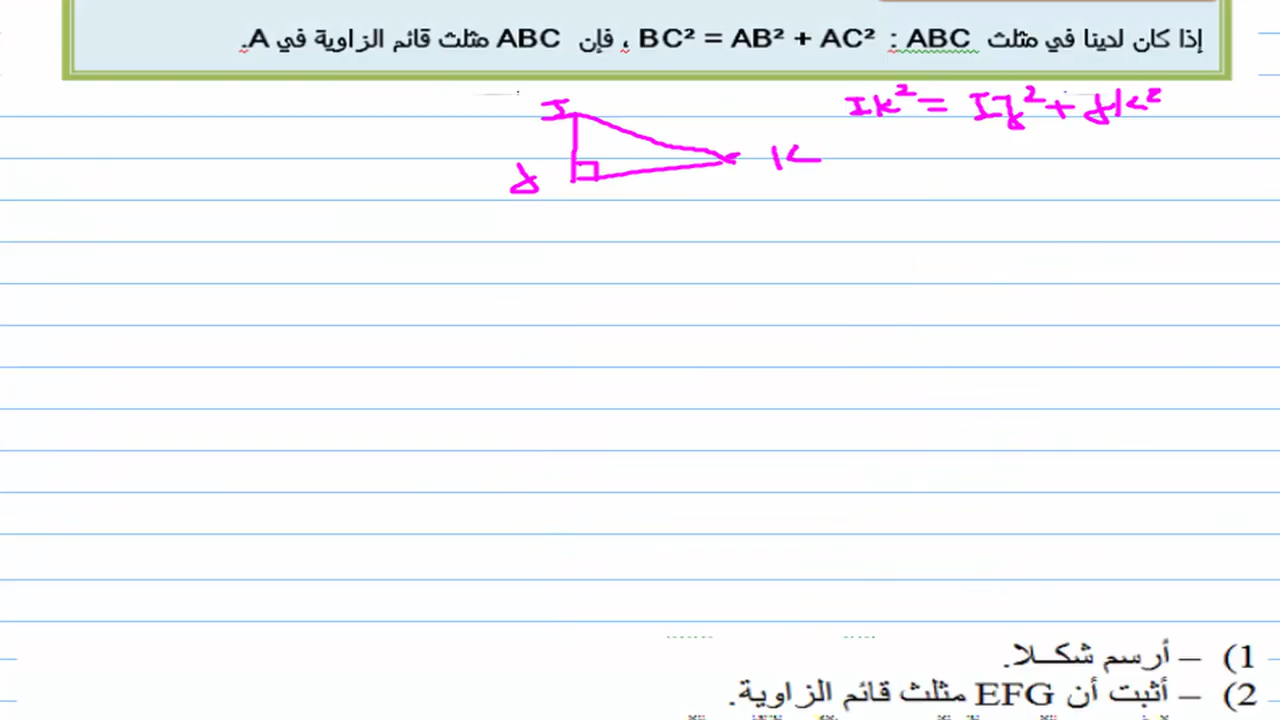 إذا كان لدينا في مثلث ABC : BC² = AB² + AC² ، فإن ABC مثلث قائم الزاوية في A.
IK² = IJ² + JK²
I
J
K
1) – أرسم شكـلا.
2) – أثبت أن EFG مثلث قائم الزاوية.